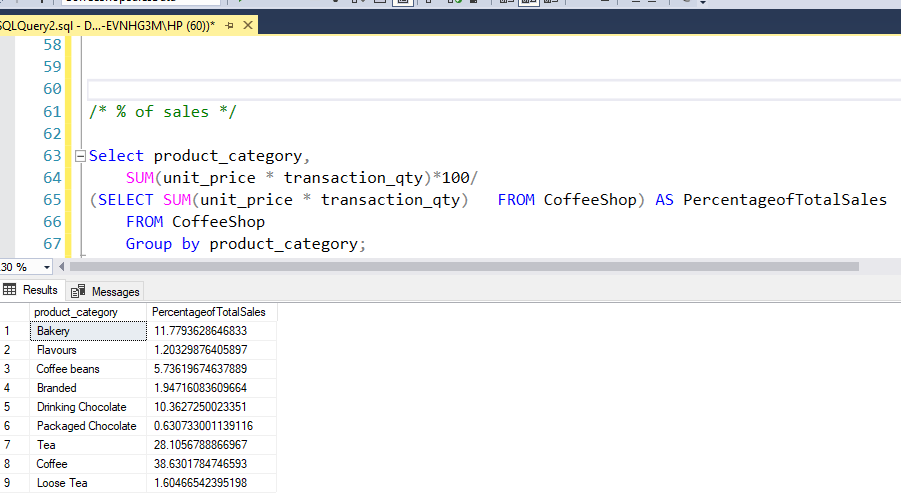 SQLQuery2.sql - D...-EVNHG3M\HP (60))*
58
59
60
61 /* % of sales */
62
63 Select product_category,
64 SUM(unit_price * transaction_qty)*100/
65 (SELECT SUM(unit_price * transaction_qty) FROM CoffeeShop) AS PercentageofTotalSales
66 FROM CoffeeShop
67 Group by product_category;
30 %
Results Messages
product_category PercentageofTotalSales
1 Bakery 11.7793628646833
2 Flavours 1.20329876405897
3 Coffee beans 5.73619674637889
4 Branded 1.94716083609664
5 Drinking Chocolate 10.3627250023351
6 Packaged Chocolate 0.630733001139116
7 Tea 28.1056788866967
8 Coffee 38.6301784746593
9 Loose Tea 1.60466542395198